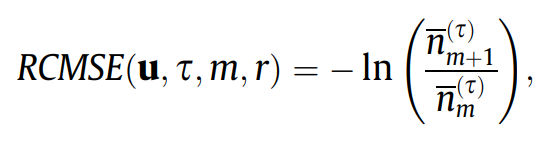 RCMSE(𝐮, τ, m, r) = − ln ( n̅_{m+1}^{(τ)} / n̅_m^{(τ)} ),